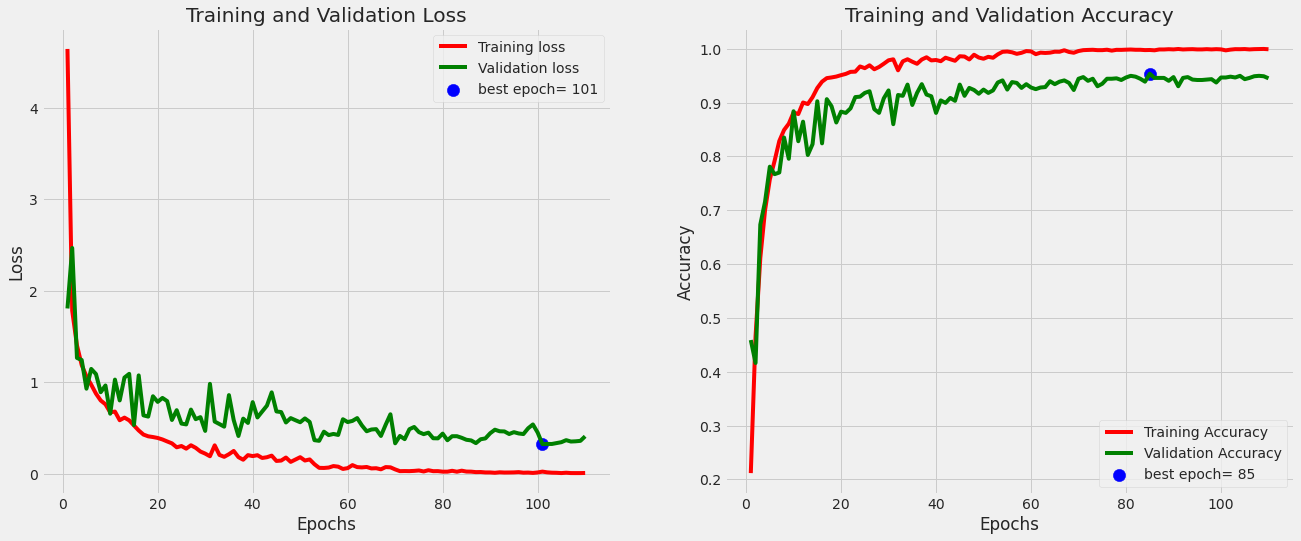 Training and Validation Loss
Training loss
Validation loss
best epoch= 101
4
3
2
1
0
Loss
0 20 40 60 80 100
Epochs
Training and Validation Accuracy
1.0
0.9
0.8
0.7
0.6
0.5
0.4
0.3
0.2
Accuracy
Training Accuracy
Validation Accuracy
best epoch= 85
0 20 40 60 80 100
Epochs